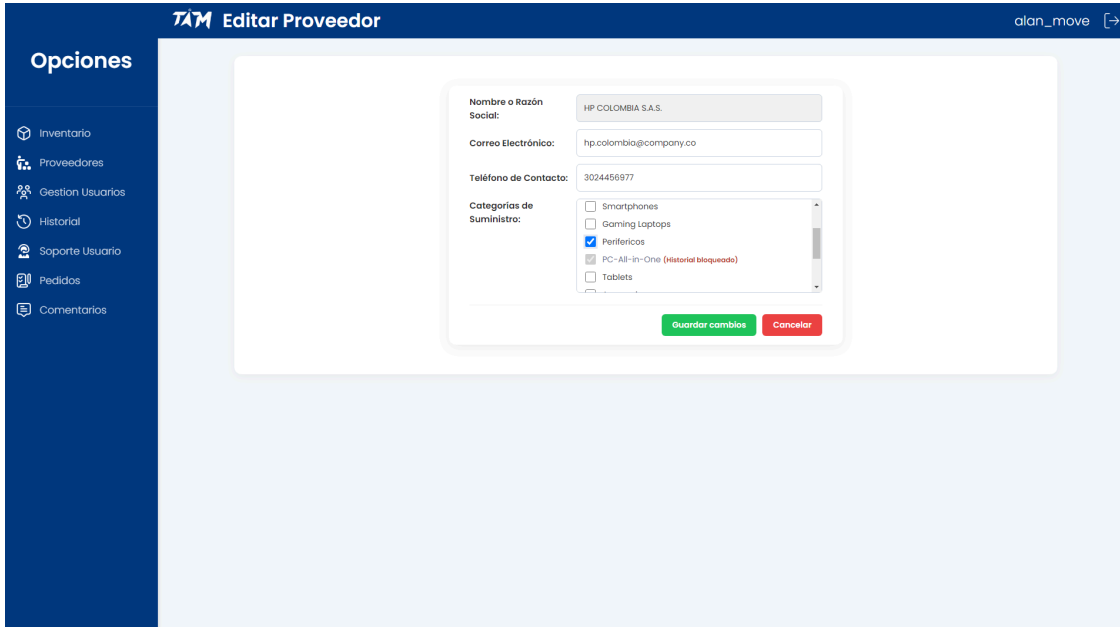 TAM Editar Proveedor
alan_move
Opciones
Inventario
Proveedores
Gestion Usuarios
Historial
Soporte Usuario
Pedidos
Comentarios
Nombre o Razón
Social:
HP COLOMBIA S.A.S.
Correo Electrónico:
hp.colombia@company.co
Teléfono de Contacto:
3024456977
Categorías de
Suministro:
Smartphones
Gaming Laptops
Perifericos
PC-All-in-One (Historial bloqueado)
Tablets
Guardar cambios
Cancelar